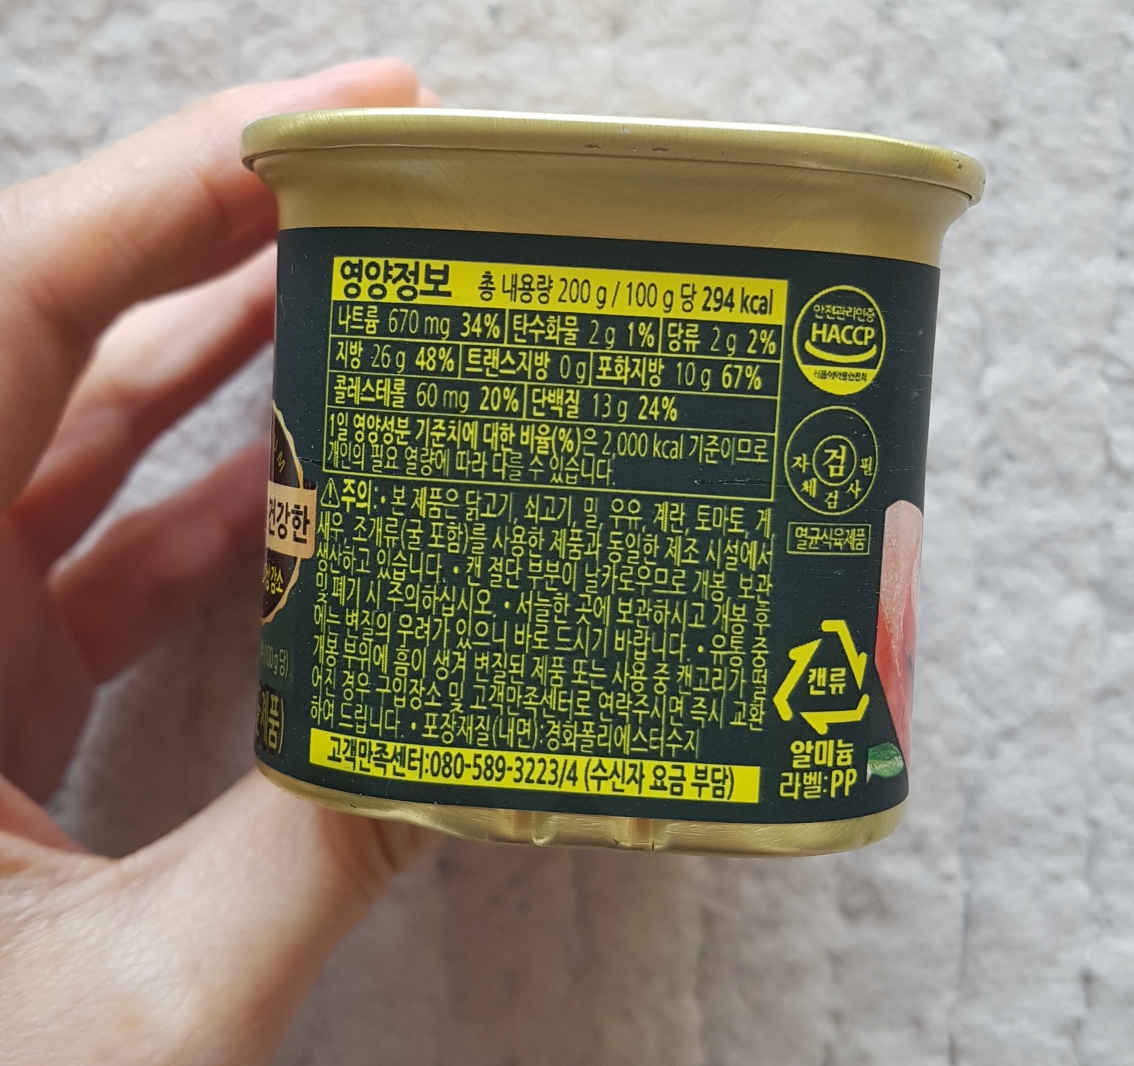 영양정보 총 내용량 200 g / 100 g 당 294 kcal
나트륨 670 mg 34% 탄수화물 2 g 1% 당류 2 g 2%
지방 26 g 48% 트랜스지방 0 g 포화지방 10 g 67%
콜레스테롤 60 mg 20% 단백질 13 g 24%
1일 영양성분 기준치에 대한 비율(%)은 2,000 kcal 기준이므로
개인의 필요 열량에 따라 다를 수 있습니다.
주의: • 본 제품은 닭고기, 쇠고기, 밀, 우유, 계란, 토마토, 게,
새우, 조개류(굴 포함)를 사용한 제품과 동일한 제조 시설에서
생산하고 있습니다. • 캔 절단 부분이 날카로우므로 개봉, 보관
및 폐기 시 주의하십시오. • 서늘한 곳에 보관하시고 개봉 후
에는 변질의 우려가 있으니 바로 드시기 바랍니다. • 유통 중
개봉 부위에 흠이 생겨 변질된 제품 또는 사용 중 캔고리가 떨
어진 경우 구입장소 및 고객만족센터로 연락주시면 즉시 교환
하여 드립니다. • 포장재질(내면):경화폴리에스터수지
고객만족센터:080-589-3223/4 (수신자 요금 부담)
안전관리인증
HACCP
식품의약품안전처
자 검 필
체 검 사
멸균식육제품
캔류
알미늄
라벨:PP
건강한
감소
100 g 당)
제품)